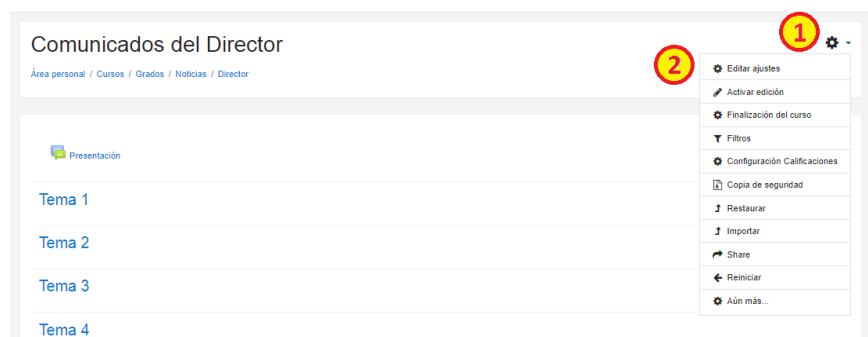 Comunicados del Director
1
Área personal / Cursos / Grados / Noticias / Director
2
Editar ajustes
Activar edición
Finalización del curso
Filtros
Configuración Calificaciones
Copia de seguridad
Restaurar
Importar
Share
Reiniciar
Aún más...
Presentación
Tema 1
Tema 2
Tema 3
Tema 4